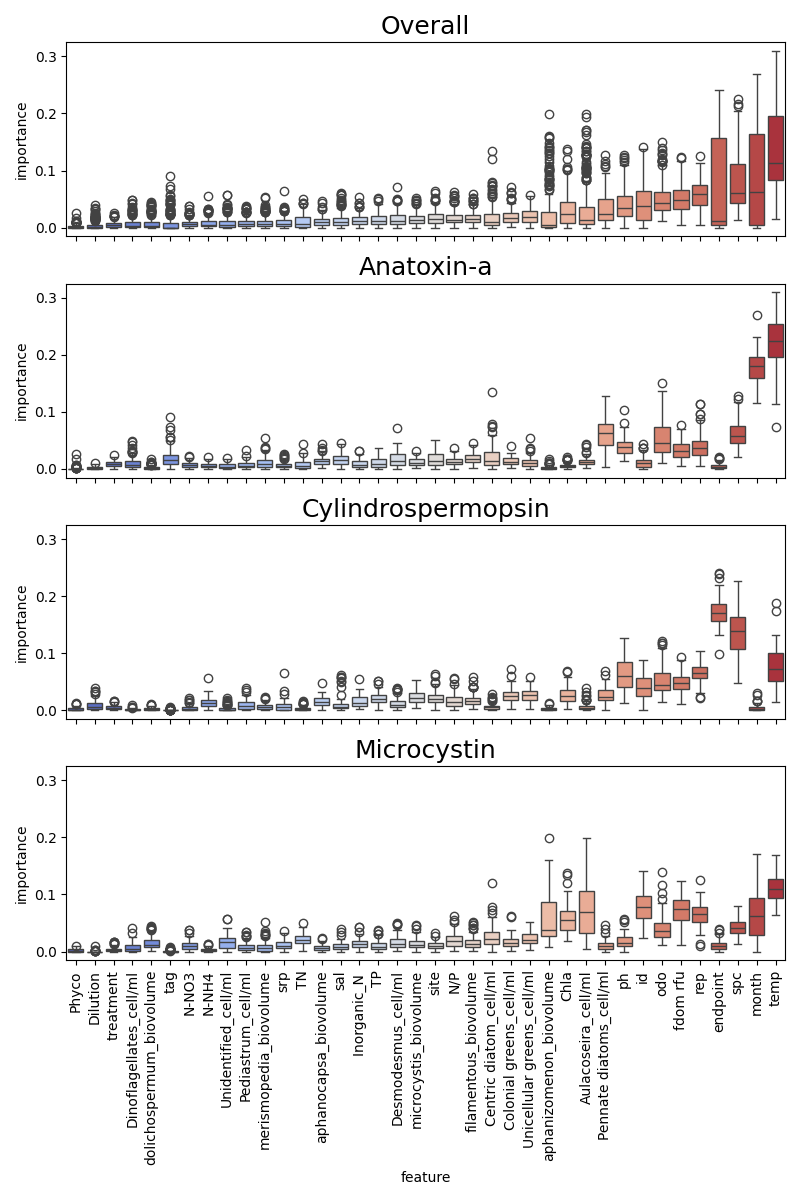 Overall
importance
0.3
0.2
0.1
0.0
Anatoxin-a
importance
0.3
0.2
0.1
0.0
Cylindrospermopsin
importance
0.3
0.2
0.1
0.0
Microcystin
importance
0.3
0.2
0.1
0.0
Phyco
Dilution
treatment
Dinoflagellates_cell/ml
dolichospermum_biovolume
tag
N-NO3
N-NH4
Unidentified_cell/ml
Pediastrum_cell/ml
merismopedia_biovolume
srp
TN
aphanocapsa_biovolume
sal
Inorganic_N
TP
Desmodesmus_cell/ml
microcystis_biovolume
site
N/P
filamentous_biovolume
Centric diatom_cell/ml
Colonial greens_cell/ml
Unicellular greens_cell/ml
aphanizomenon_biovolume
Chla
Aulacoseira_cell/ml
Pennate diatoms_cell/ml
ph
id
odo
fdom rfu
rep
endpoint
spc
month
temp
feature